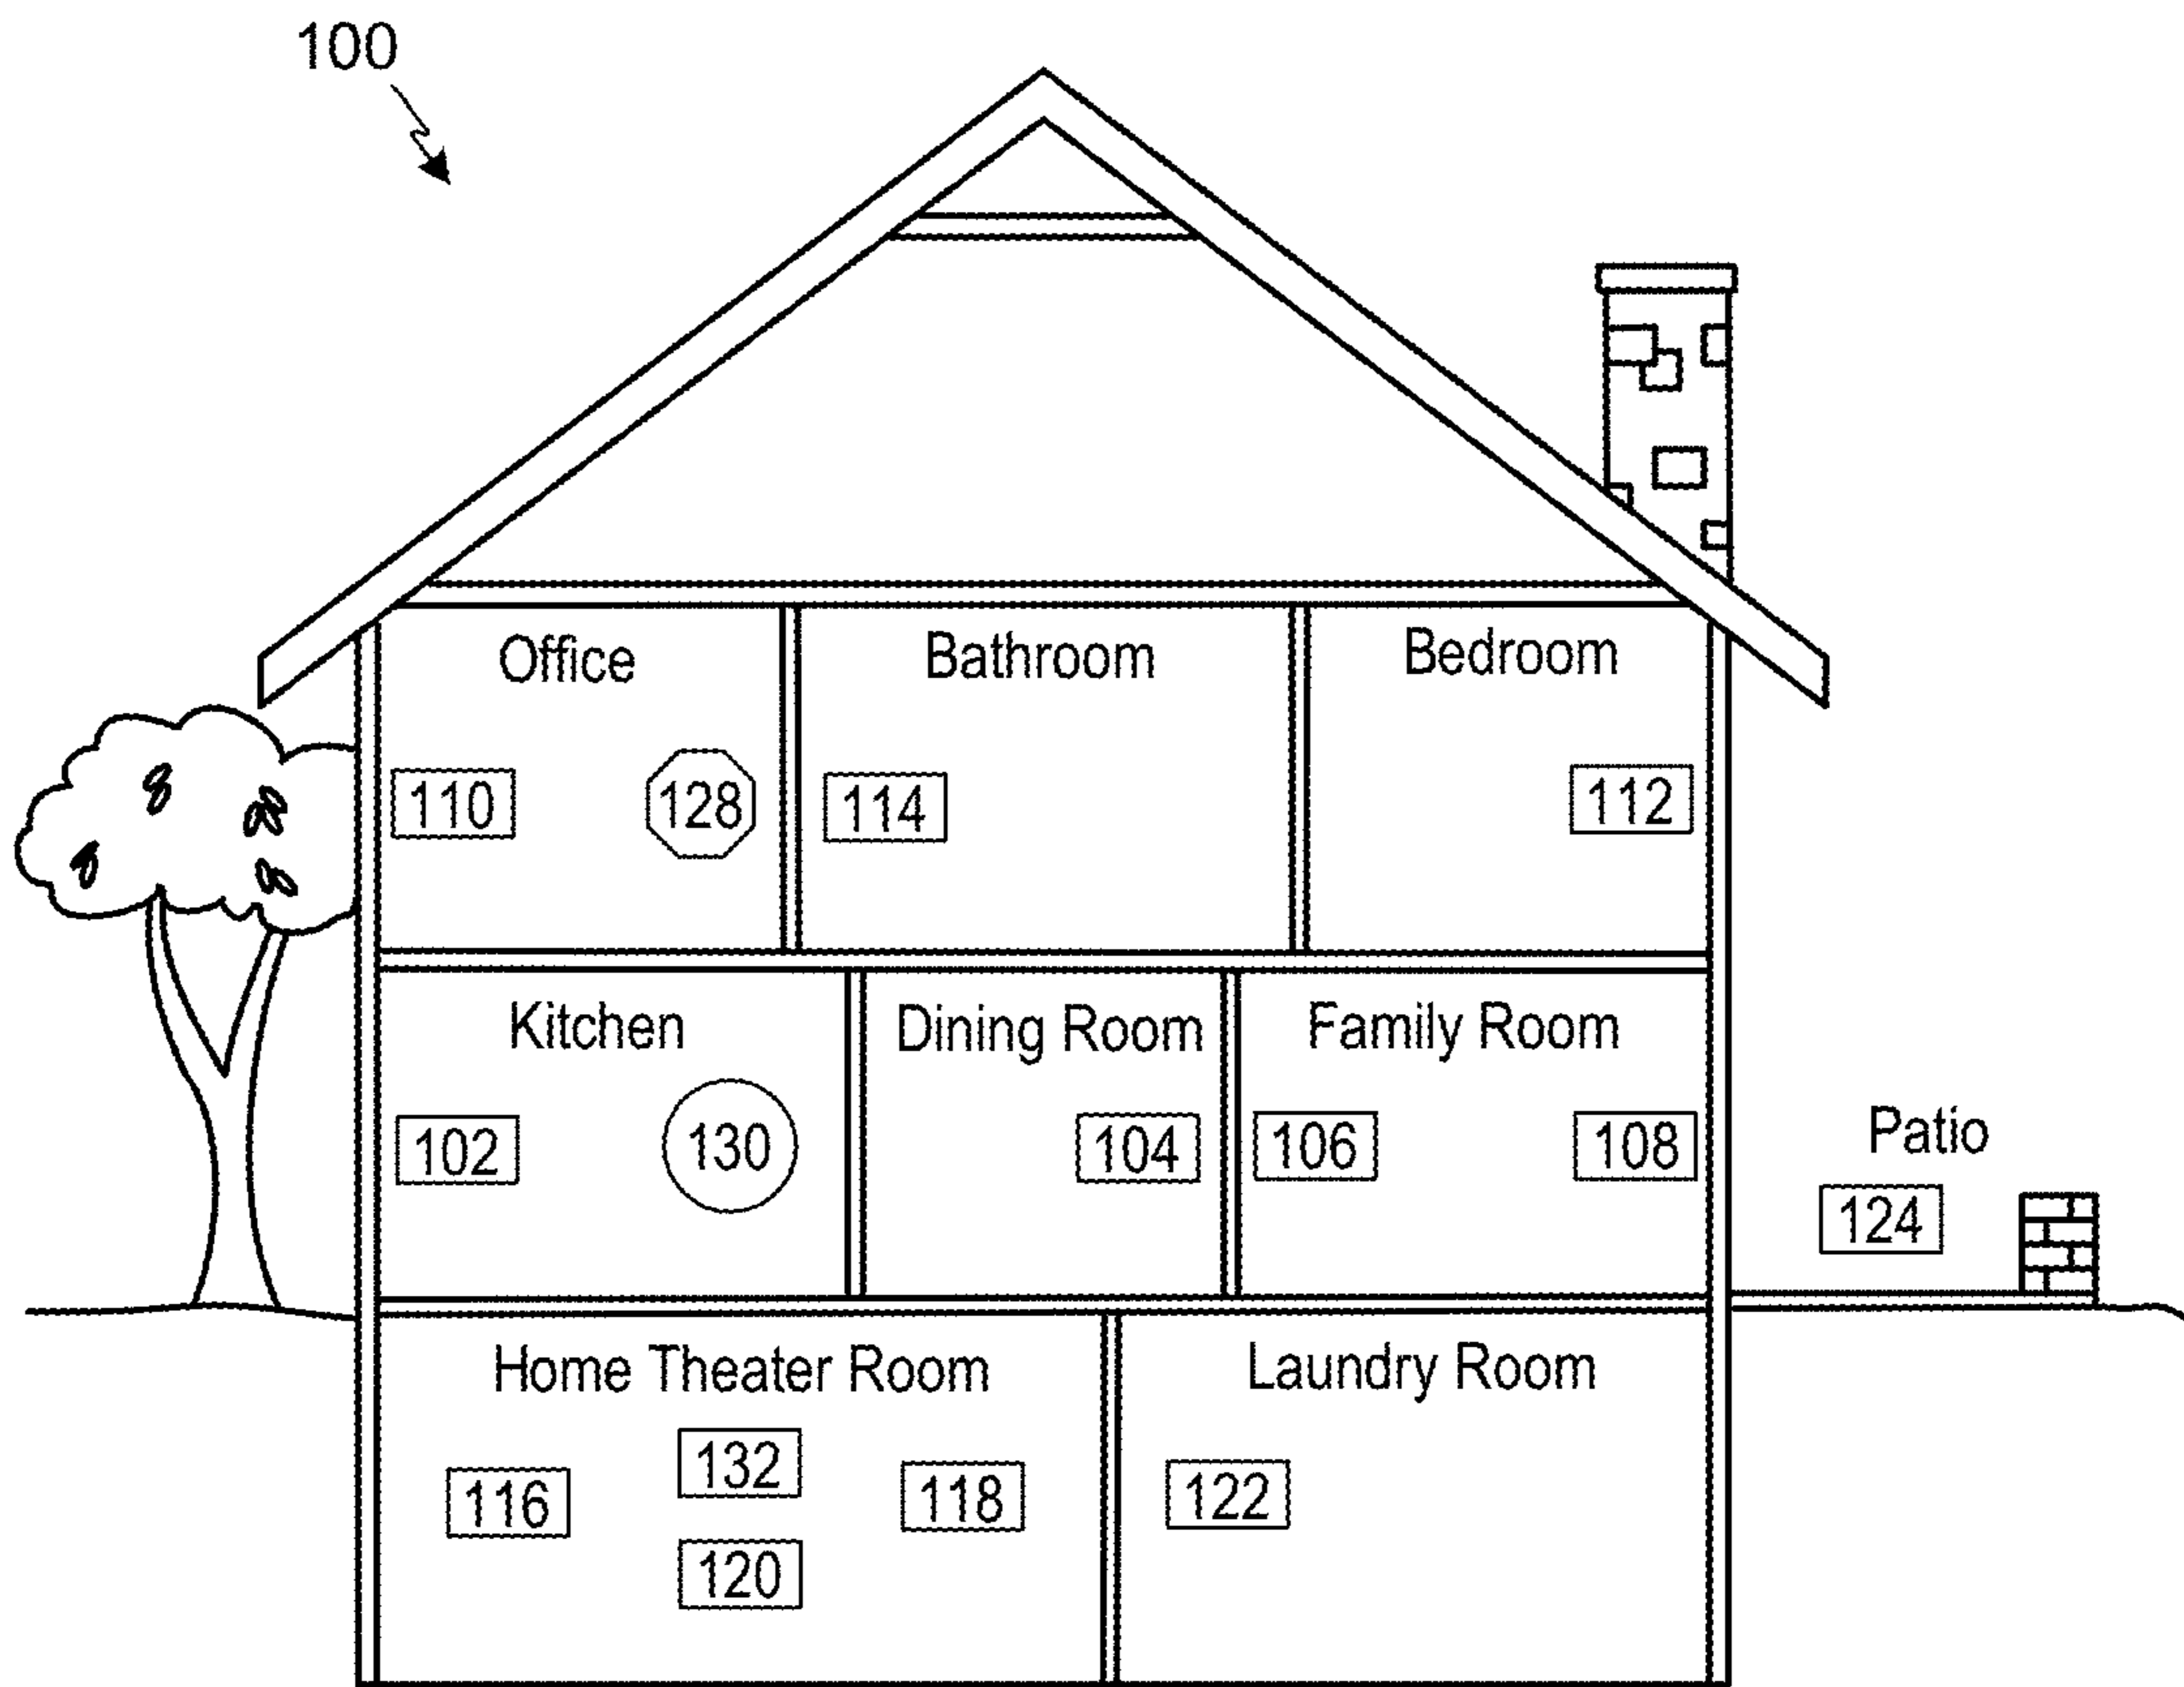 100
Office
Bathroom
Bedroom
110
128
114
112
Kitchen
Dining Room
Family Room
102
130
104
106
108
Patio
124
Home Theater Room
Laundry Room
116
132
118
120
122